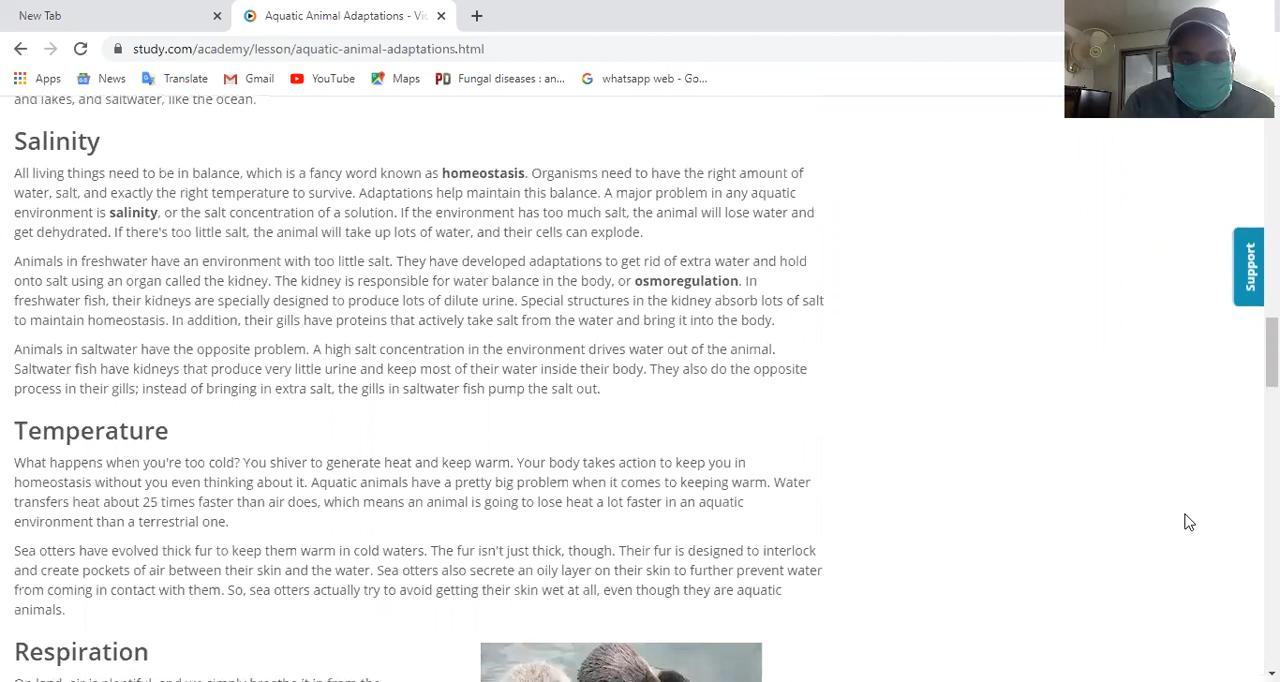 New Tab
Aquatic Animal Adaptations - Vi
study.com/academy/lesson/aquatic-animal-adaptations.html
Apps News Translate Gmail YouTube Maps PD Fungal diseases : an... G whatsapp web - Go...
and lakes, and saltwater, like the ocean.
Salinity
All living things need to be in balance, which is a fancy word known as homeostasis. Organisms need to have the right amount of
water, salt, and exactly the right temperature to survive. Adaptations help maintain this balance. A major problem in any aquatic
environment is salinity, or the salt concentration of a solution. If the environment has too much salt, the animal will lose water and
get dehydrated. If there's too little salt, the animal will take up lots of water, and their cells can explode.
Animals in freshwater have an environment with too little salt. They have developed adaptations to get rid of extra water and hold
onto salt using an organ called the kidney. The kidney is responsible for water balance in the body, or osmoregulation. In
freshwater fish, their kidneys are specially designed to produce lots of dilute urine. Special structures in the kidney absorb lots of salt
to maintain homeostasis. In addition, their gills have proteins that actively take salt from the water and bring it into the body.
Animals in saltwater have the opposite problem. A high salt concentration in the environment drives water out of the animal.
Saltwater fish have kidneys that produce very little urine and keep most of their water inside their body. They also do the opposite
process in their gills; instead of bringing in extra salt, the gills in saltwater fish pump the salt out.
Support
Temperature
What happens when you're too cold? You shiver to generate heat and keep warm. Your body takes action to keep you in
homeostasis without you even thinking about it. Aquatic animals have a pretty big problem when it comes to keeping warm. Water
transfers heat about 25 times faster than air does, which means an animal is going to lose heat a lot faster in an aquatic
environment than a terrestrial one.
Sea otters have evolved thick fur to keep them warm in cold waters. The fur isn't just thick, though. Their fur is designed to interlock
and create pockets of air between their skin and the water. Sea otters also secrete an oily layer on their skin to further prevent water
from coming in contact with them. So, sea otters actually try to avoid getting their skin wet at all, even though they are aquatic
animals.
Respiration
On land, air is plentiful, and we simply breathe it in from the